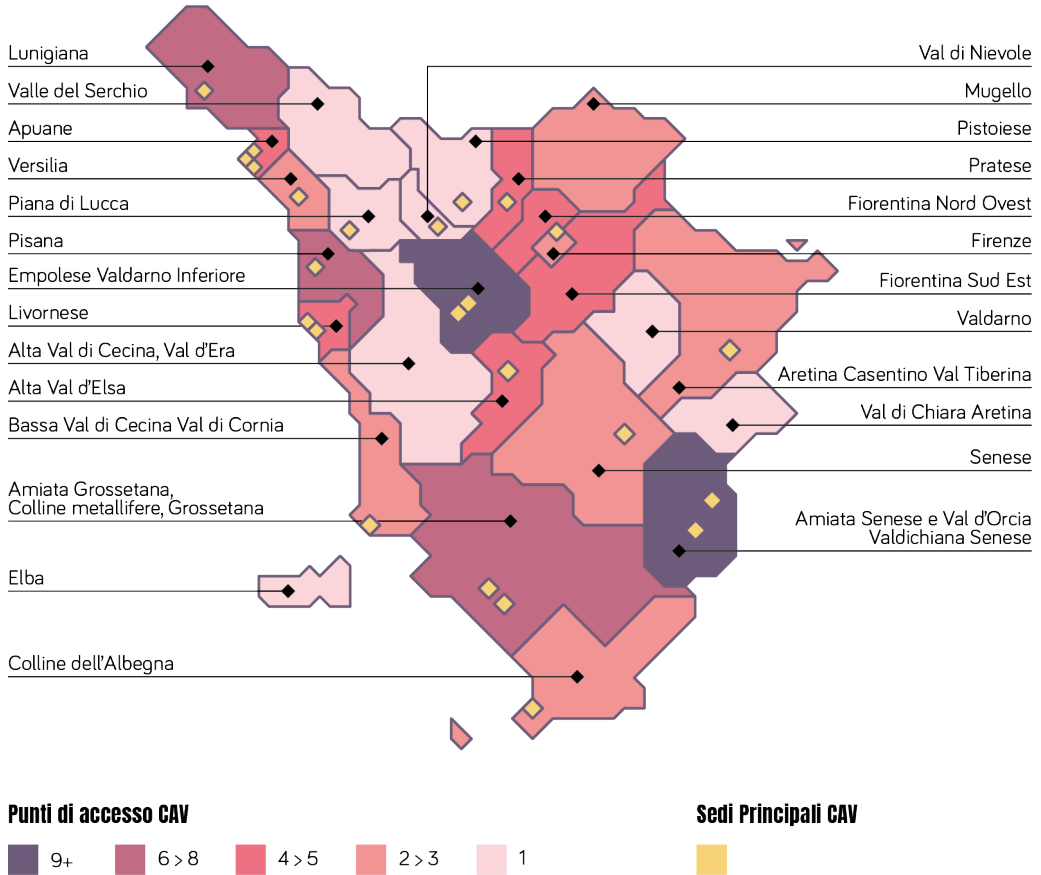 Lunigiana
Valle del Serchio
Apuane
Versilia
Piana di Lucca
Pisana
Empolese Valdarno Inferiore
Livornese
Alta Val di Cecina, Val d'Era
Alta Val d'Elsa
Bassa Val di Cecina Val di Cornia
Amiata Grossetana,
Colline metallifere, Grossetana
Elba
Colline dell'Albegna
Val di Nievole
Mugello
Pistoiese
Pratese
Fiorentina Nord Ovest
Firenze
Fiorentina Sud Est
Valdarno
Aretina Casentino Val Tiberina
Val di Chiara Aretina
Senese
Amiata Senese e Val d'Orcia
Valdichiana Senese
Punti di accesso CAV
9+
6 > 8
4 > 5
2 > 3
1
Sedi Principali CAV